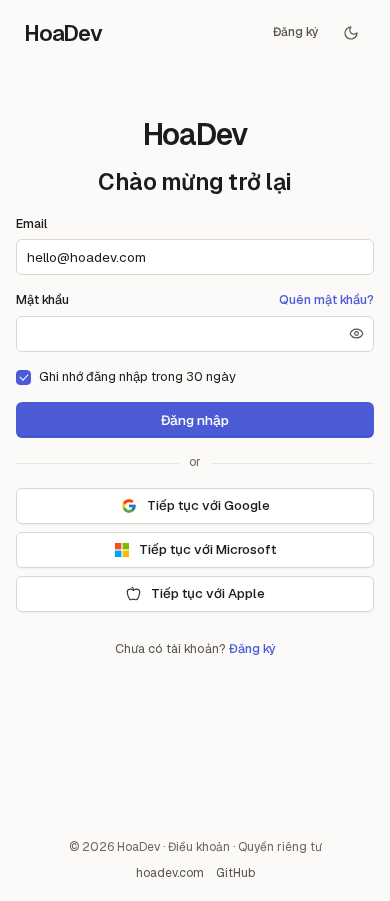 HoaDev
Đăng ký
HoaDev
Chào mừng trở lại
Email
hello@hoadev.com
Mật khẩu
Quên mật khẩu?
Ghi nhớ đăng nhập trong 30 ngày
Đăng nhập
or
Tiếp tục với Google
Tiếp tục với Microsoft
Tiếp tục với Apple
Chưa có tài khoản? Đăng ký
© 2026 HoaDev · Điều khoản · Quyền riêng tư
hoadev.com GitHub